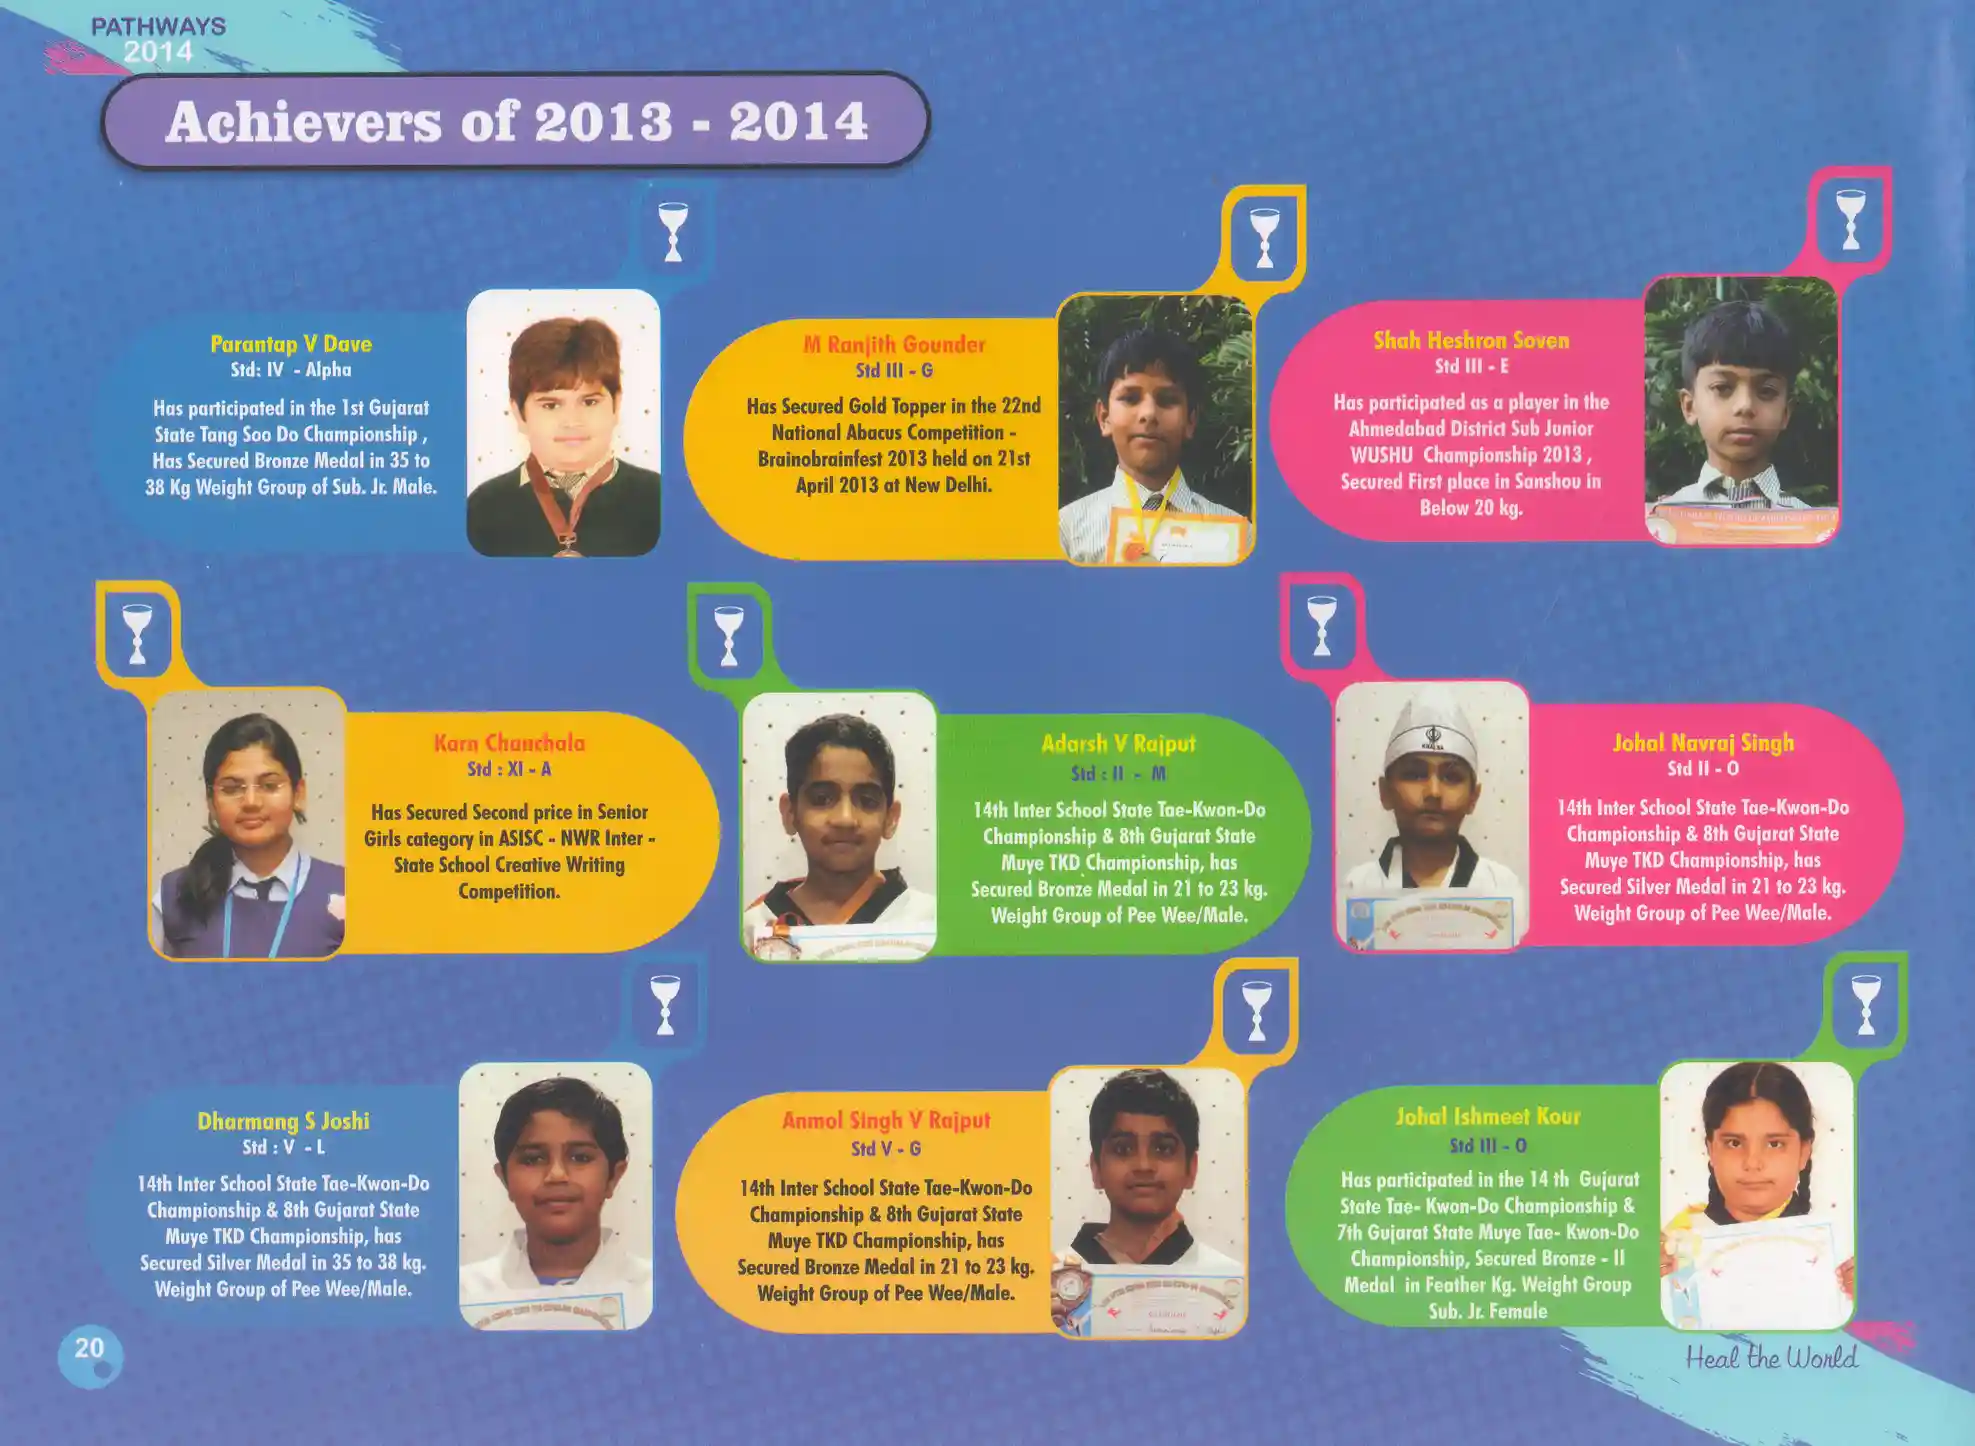 PATHWAYS
2014
Achievers of 2013 - 2014
Parantap V Dave
Std: IV - Alpha
Has participated in the 1st Gujarat
State Tang Soo Do Championship ,
Has Secured Bronze Medal in 35 to
38 Kg Weight Group of Sub. Jr. Male.
M Ranjith Gounder
Std III - G
Has Secured Gold Topper in the 22nd
National Abacus Competition -
Brainobrainfest 2013 held on 21st
April 2013 at New Delhi.
Shah Heshron Soven
Std III - E
Has participated as a player in the
Ahmedabad District Sub Junior
WUSHU Championship 2013 ,
Secured First place in Sanshou in
Below 20 kg.
Karn Chanchala
Std : XI - A
Has Secured Second price in Senior
Girls category in ASISC - NWR Inter -
State School Creative Writing
Competition.
Adarsh V Rajput
Std : II - M
14th Inter School State Tae-Kwon-Do
Championship & 8th Gujarat State
Muye TKD Championship, has
Secured Bronze Medal in 21 to 23 kg.
Weight Group of Pee Wee/Male.
KHALSA
Johal Navraj Singh
Std II - O
14th Inter School State Tae-Kwon-Do
Championship & 8th Gujarat State
Muye TKD Championship, has
Secured Silver Medal in 21 to 23 kg.
Weight Group of Pee Wee/Male.
Dharmang S Joshi
Std : V - L
14th Inter School State Tae-Kwon-Do
Championship & 8th Gujarat State
Muye TKD Championship, has
Secured Silver Medal in 35 to 38 kg.
Weight Group of Pee Wee/Male.
Anmol Singh V Rajput
Std V - G
14th Inter School State Tae-Kwon-Do
Championship & 8th Gujarat State
Muye TKD Championship, has
Secured Bronze Medal in 21 to 23 kg.
Weight Group of Pee Wee/Male.
Johal Ishmeet Kour
Std III - O
Has participated in the 14 th Gujarat
State Tae- Kwon-Do Championship &
7th Gujarat State Muye Tae- Kwon-Do
Championship, Secured Bronze - II
Medal in Feather Kg. Weight Group
Sub. Jr. Female
20
Heal the World